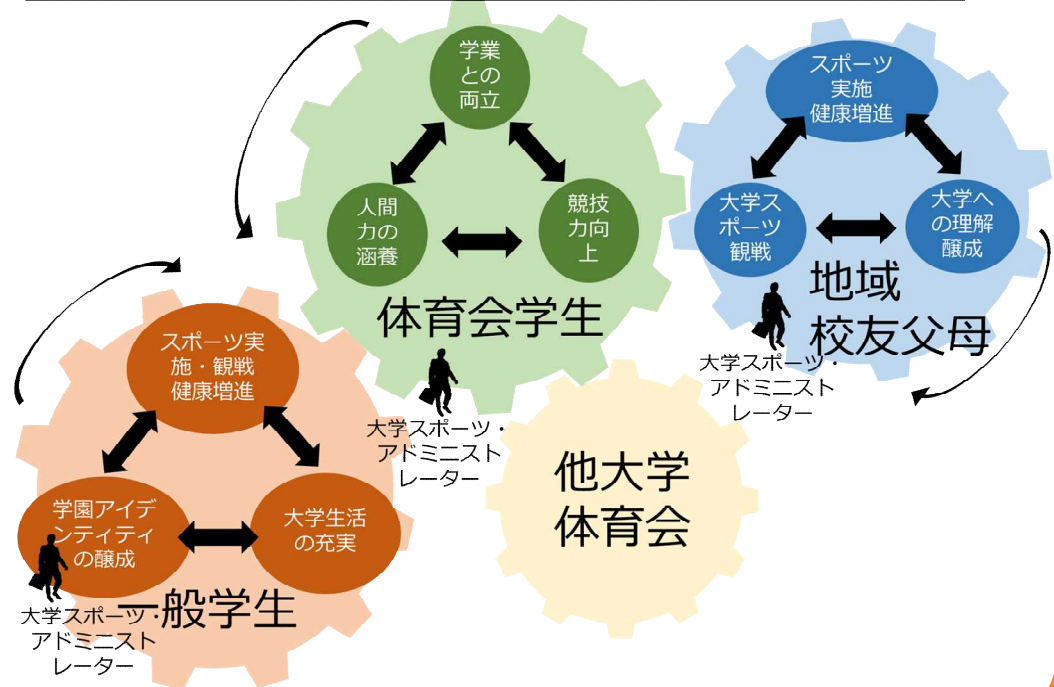 学業
との
両立
人間
力の
涵養
競技
力向
上
体育会学生
大学スポーツ・
アドミニスト
レーター
スポーツ
実施
健康増進
大学ス
ポーツ
観戦
大学へ
の理解
醸成
地域
校友父母
大学スポーツ・
アドミニスト
レーター
スポーツ実
施・観戦
健康増進
学園アイデ
ンティティ
の醸成
大学生活
の充実
一般学生
大学スポーツ・
アドミニスト
レーター
他大学
体育会